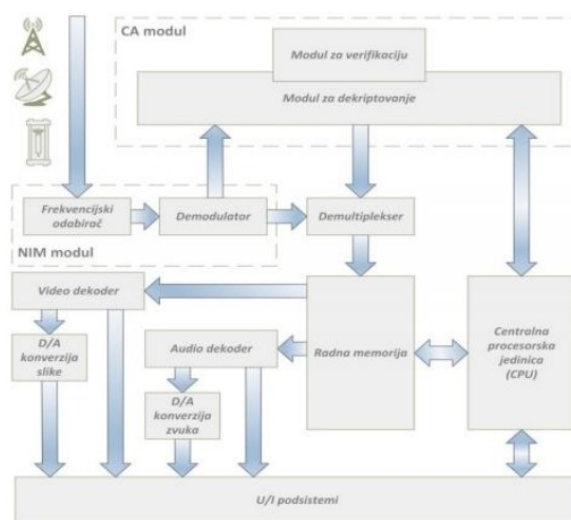 CA modul
Modul za verifikaciju
Modul za dekriptovanje
Frekvencijski
odabirač
Demodulator
Demultiplekser
NIM modul
Video dekoder
D/A
konverzija
slike
Audio dekoder
D/A
konverzija
zvuka
Radna memorija
Centralna
procesorska
jedinica
(CPU)
U/I podsistemi